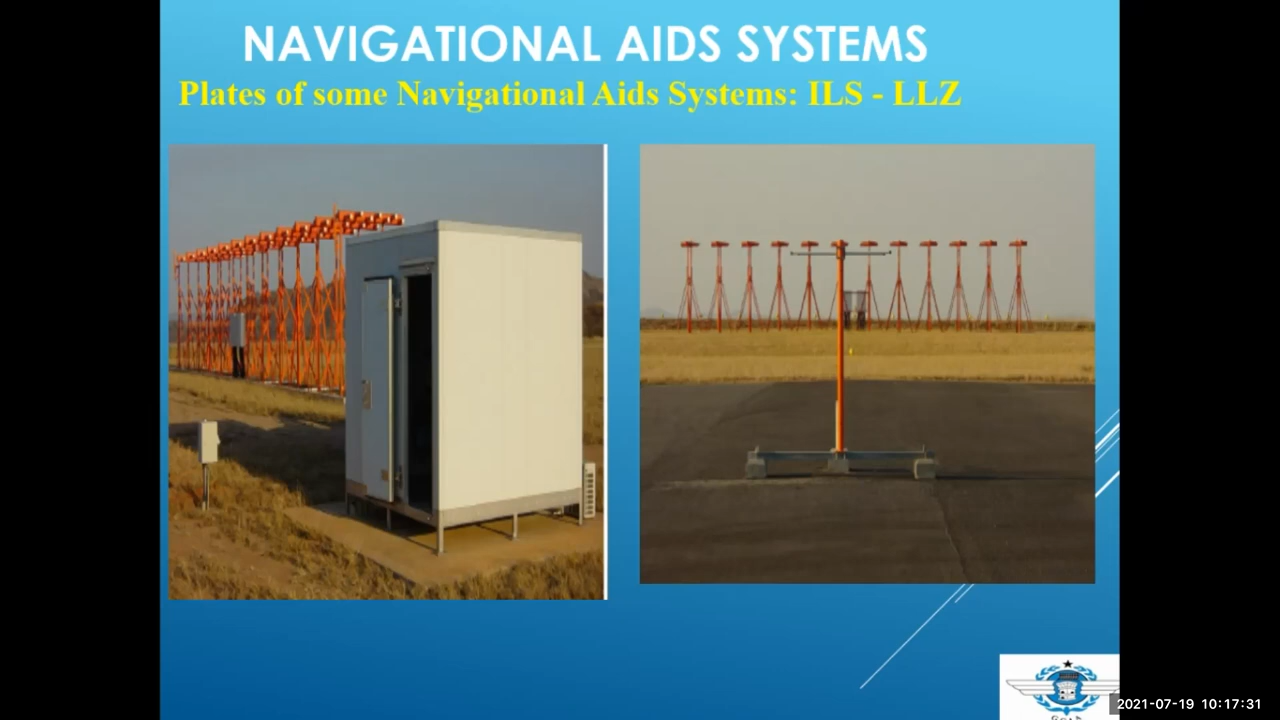 NAVIGATIONAL AIDS SYSTEMS
Plates of some Navigational Aids Systems: ILS - LLZ
2021-07-19 10:17:31